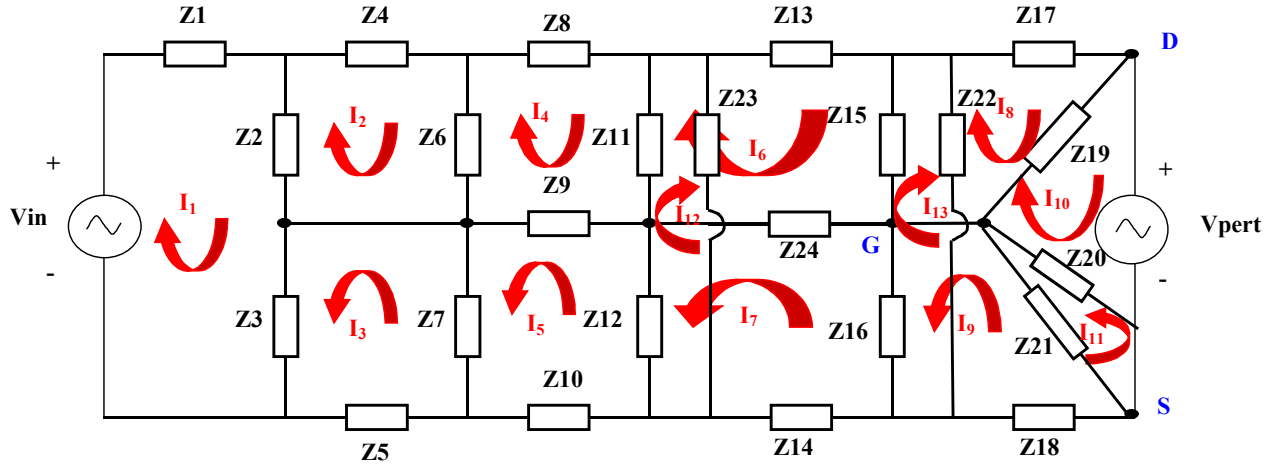 Z1 Z4 Z8 Z13 Z17
D
Z2 I2 Z6 I4 Z11 Z23 I6 Z15 Z22 I8 Z19
+ +
Vin I1 Z9 I12 Z24 G I13 I10 Vpert
- Z20 -
Z3 I3 Z7 I5 Z12 I7 Z16 I9 Z21 I11
Z5 Z10 Z14 Z18 S